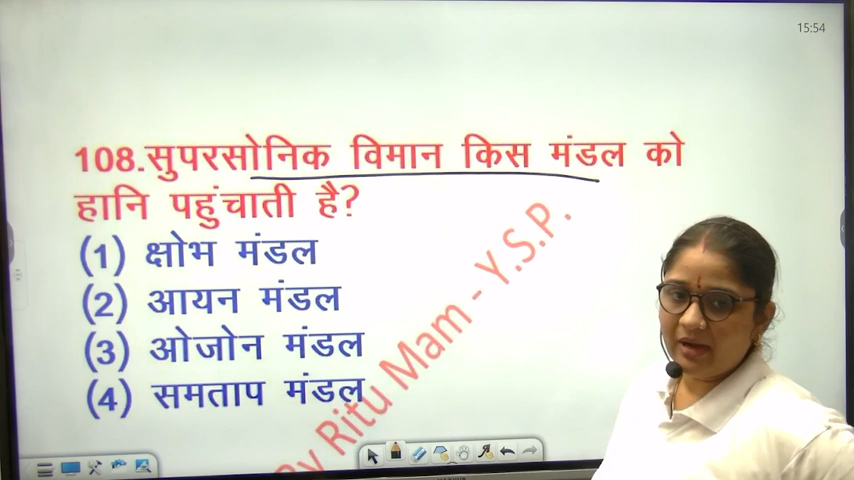 15:54
108.सुपरसोनिक विमान किस मंडल को
हानि पहुंचाती है?
(1) क्षोभ मंडल
(2) आयन मंडल
(3) ओजोन मंडल
(4) समताप मंडल
By Ritu Mam - Y.S.P.